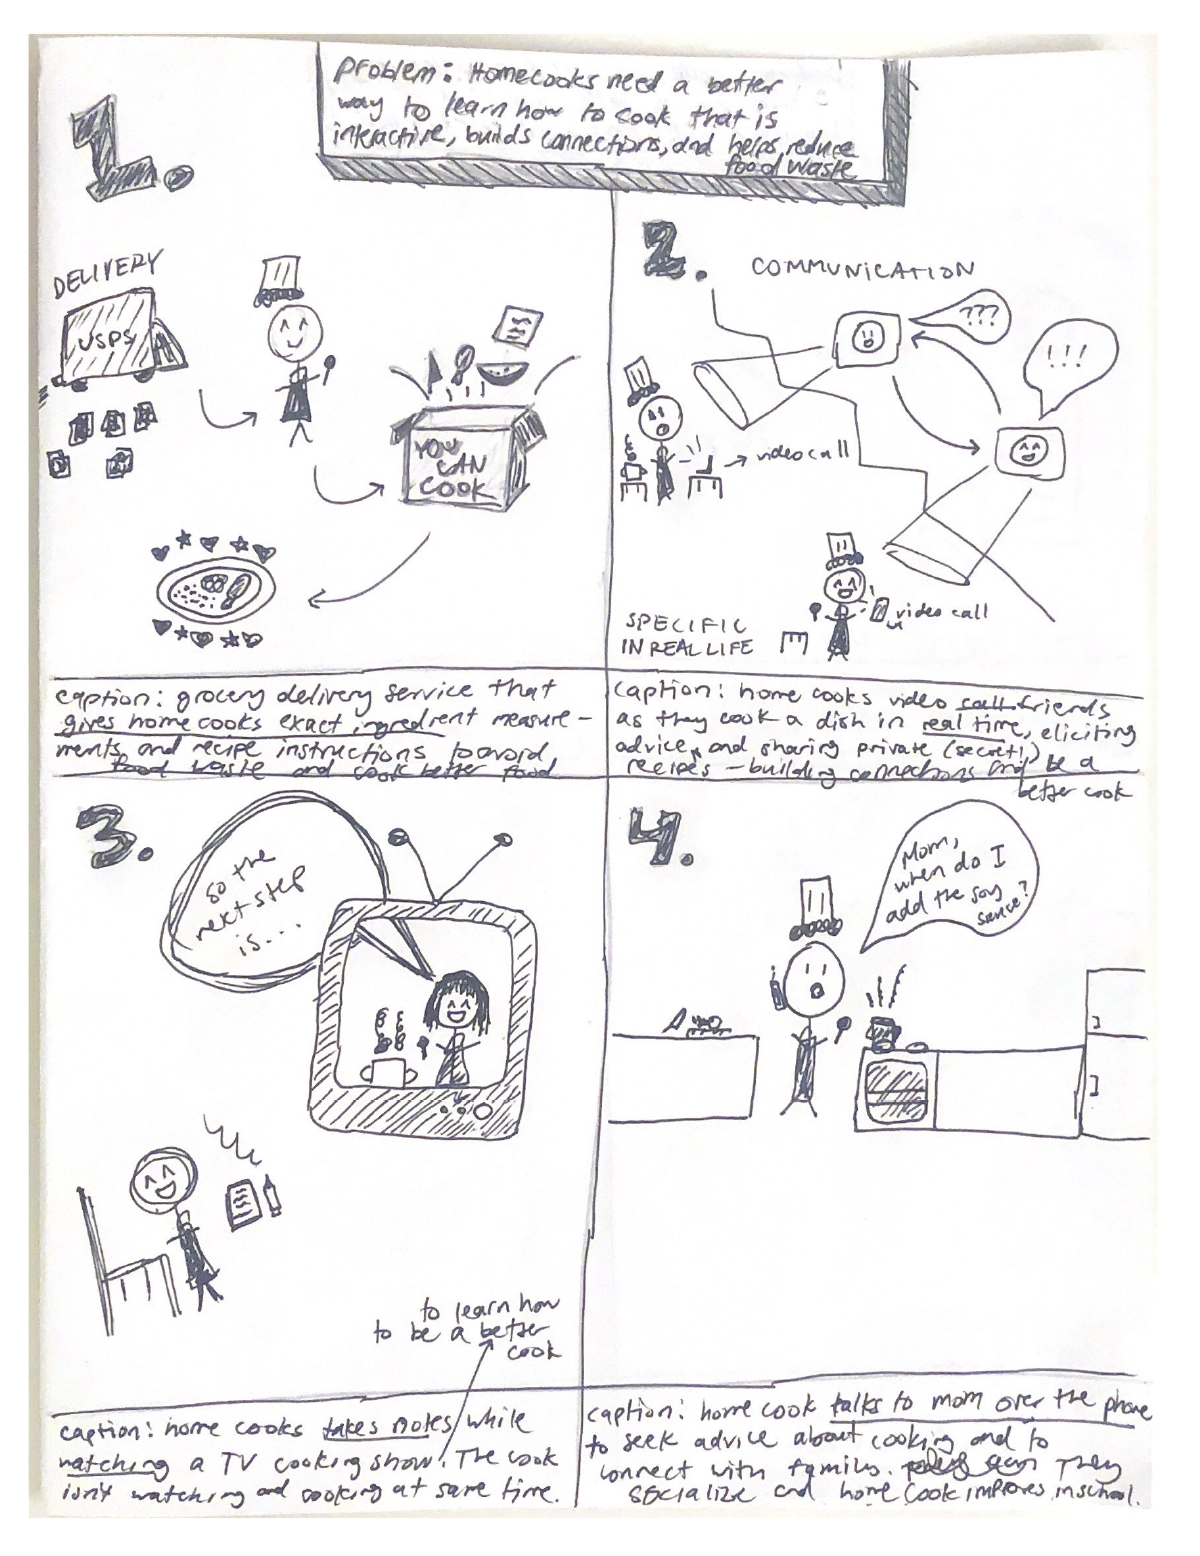 Problem: Homecooks need a better
way to learn how to cook that is
interactive, builds connections, and helps reduce
food waste
1.
DELIVERY
USPS
YOU
CAN
COOK
caption: grocery delivery service that
gives home cooks exact ingredient measure-
ments and recipe instructions to avoid
food waste and cook better food
2.
COMMUNICATION
???
!!!
→ video call
video call
SPECIFIC
IN REAL LIFE
caption: home cooks video call friends
as they cook a dish in real time, eliciting
advice, and sharing private (secret!)
recipes - building connections and be a
better cook
3.
so the
next step
is...
to learn how
to be a better
cook
caption: home cooks takes notes while
watching a TV cooking show. The cook
isn't watching and cooking at same time.
4.
Mom,
when do I
add the soy
sauce?
caption: home cook talks to mom over the phone
to seek advice about cooking and to
connect with family. They
socialize and home cook improves in